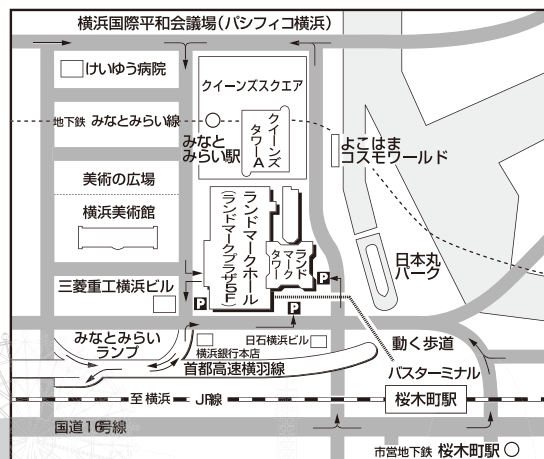 横浜国際平和会議場（パシフィコ横浜）
けいゆう病院
クイーンズスクエア
地下鉄 みなとみらい線
みなと
みらい駅
クイーンズ
タワーA
よこはま
コスモワールド
美術の広場
横浜美術館
ランドマークホール
（ランドマークプラザ5F）
ランド
マーク
タワー
日本丸
パーク
三菱重工横浜ビル
P
P
P
みなとみらい
ランプ
横浜銀行本店
日石横浜ビル
動く歩道
首都高速横羽線
バスターミナル
至横浜
JR線
桜木町駅
国道16号線
市営地下鉄 桜木町駅